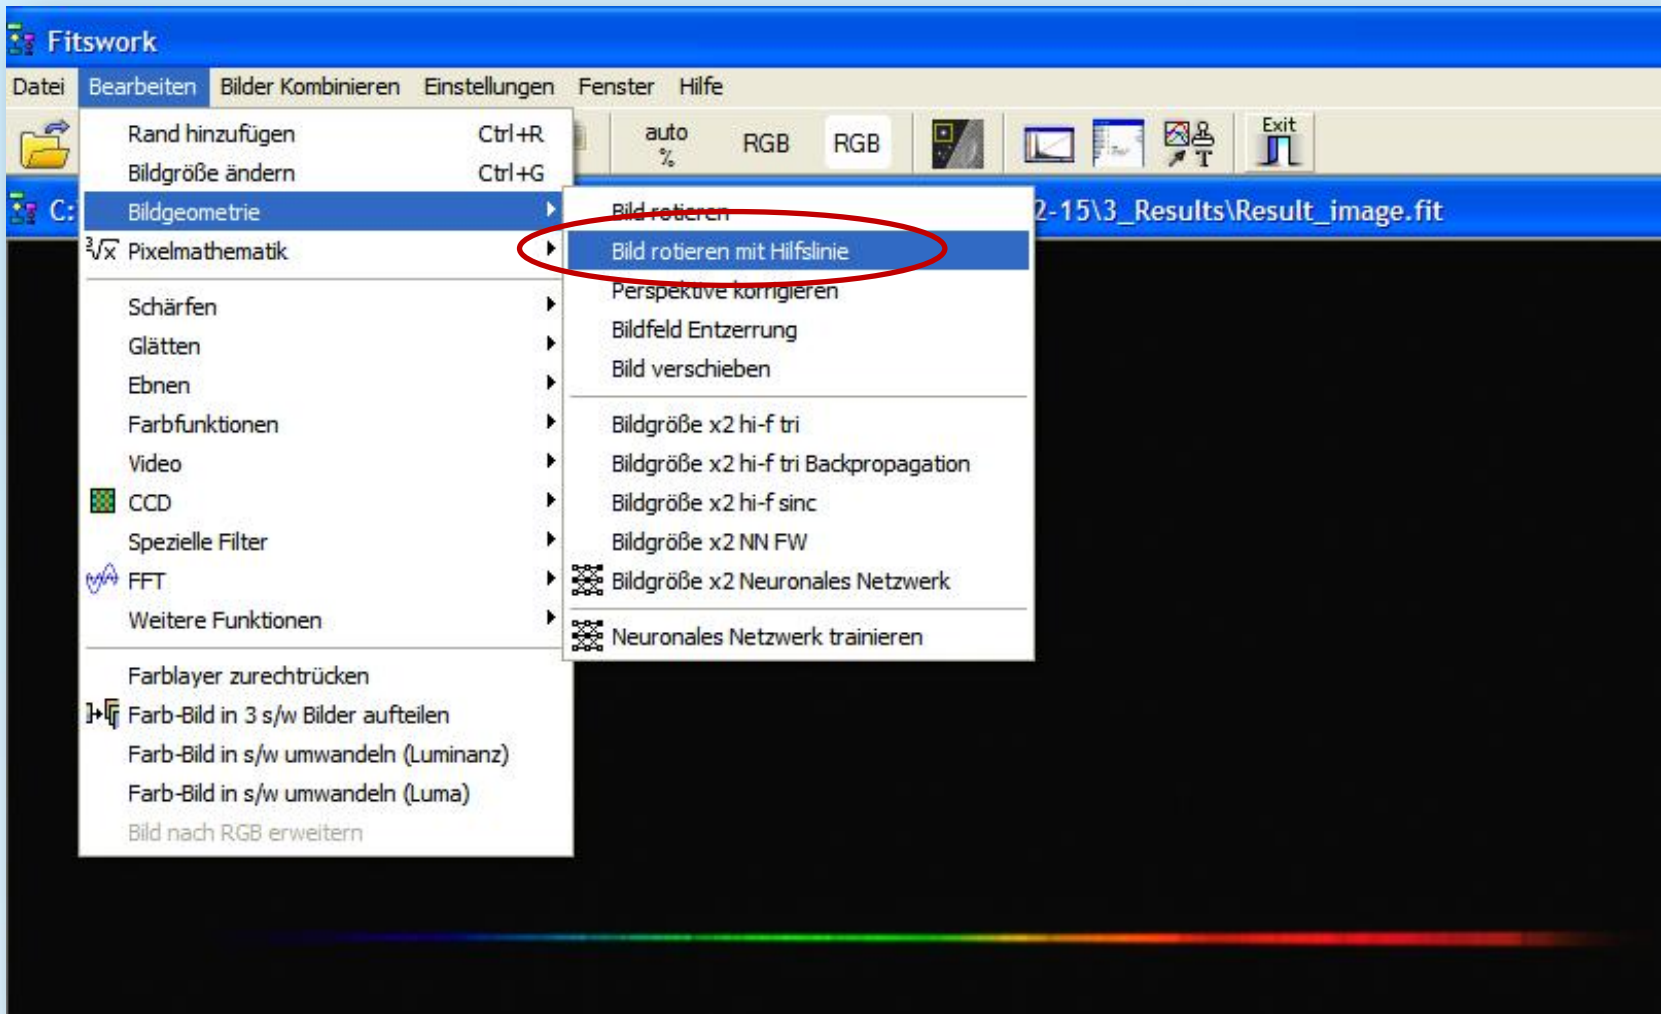 Fitswork
Datei Bearbeiten Bilder Kombinieren Einstellungen Fenster Hilfe
auto % RGB RGB Exit T
C: 2-15\3_Results\Result_image.fit
Rand hinzufügen Ctrl+R
Bildgröße ändern Ctrl+G
Bildgeometrie
³√x Pixelmathematik
Schärfen
Glätten
Ebnen
Farbfunktionen
Video
CCD
Spezielle Filter
FFT
Weitere Funktionen
Farblayer zurechtrücken
Farb-Bild in 3 s/w Bilder aufteilen
Farb-Bild in s/w umwandeln (Luminanz)
Farb-Bild in s/w umwandeln (Luma)
Bild nach RGB erweitern
Bild rotieren
Bild rotieren mit Hilfslinie
Perspektive korrigieren
Bildfeld Entzerrung
Bild verschieben
Bildgröße x2 hi-f tri
Bildgröße x2 hi-f tri Backpropagation
Bildgröße x2 hi-f sinc
Bildgröße x2 NN FW
Bildgröße x2 Neuronales Netzwerk
Neuronales Netzwerk trainieren